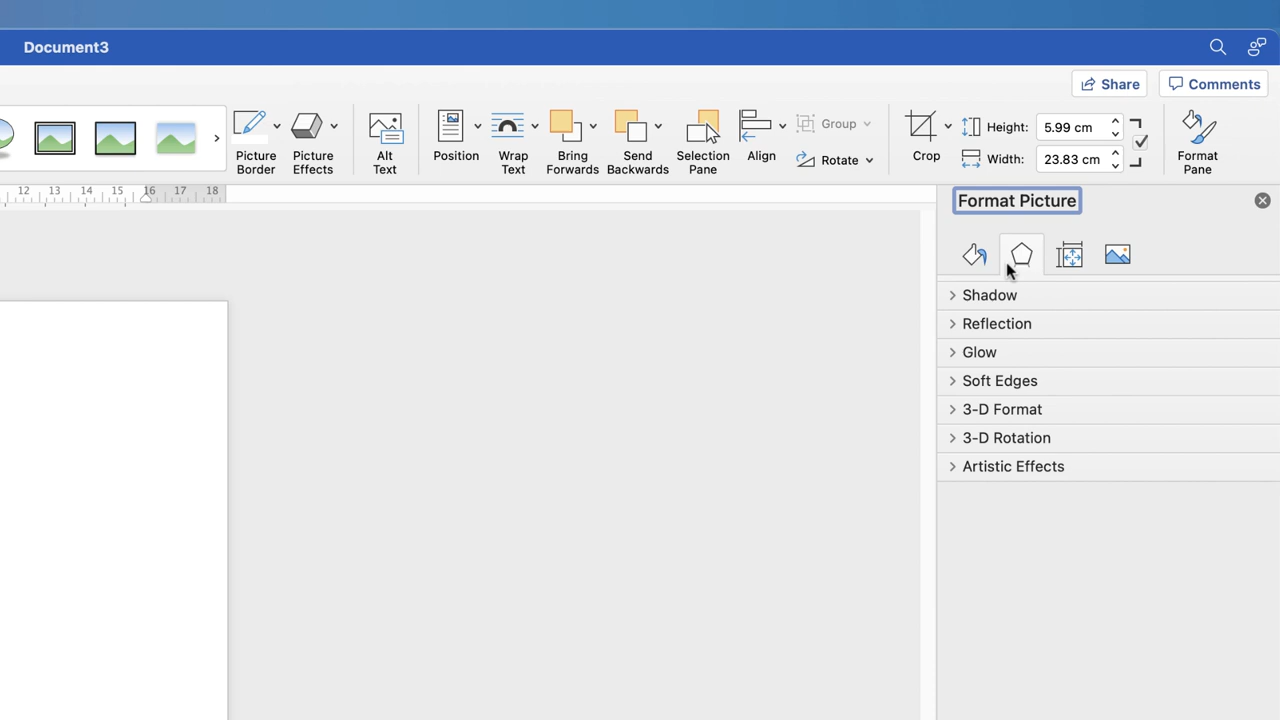 Document3
Share
Comments
Picture
Border
Picture
Effects
Alt
Text
Position
Wrap
Text
Bring
Forwards
Send
Backwards
Selection
Pane
Align
Group
Rotate
Crop
Height:
5.99 cm
Width:
23.83 cm
Format
Pane
12 13 14 15 16 17 18
Format Picture
Shadow
Reflection
Glow
Soft Edges
3-D Format
3-D Rotation
Artistic Effects